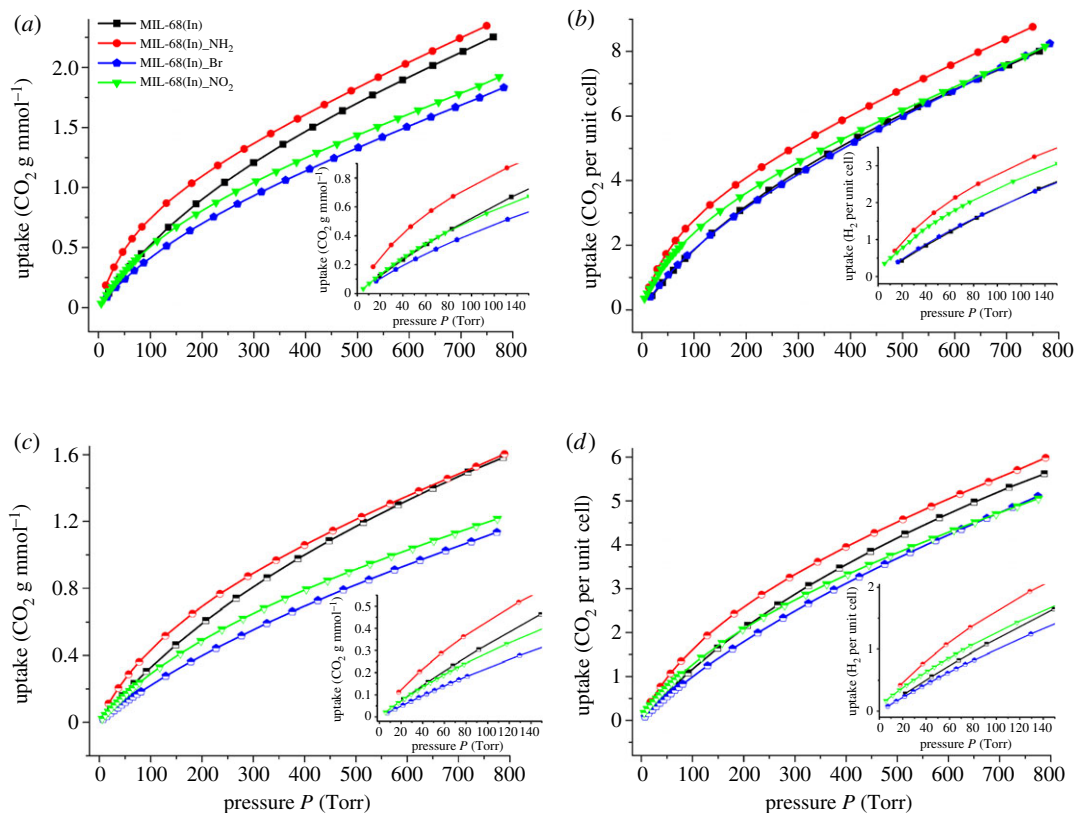 (a)
MIL-68(In)
MIL-68(In)_NH₂
MIL-68(In)_Br
MIL-68(In)_NO₂
uptake (CO₂ g mmol⁻¹)
2.0
1.5
1.0
0.5
0
0 100 200 300 400 500 600 700 800
uptake (CO₂ g mmol⁻¹)
0.8
0.6
0.4
0.2
0
0 20 40 60 80 100 120 140
pressure P (Torr)
(b)
uptake (CO₂ per unit cell)
8
6
4
2
0
0 100 200 300 400 500 600 700 800
uptake (H₂ per unit cell)
3
2
1
0
0 20 40 60 80 100 120 140
pressure P (Torr)
(c)
uptake (CO₂ g mmol⁻¹)
1.6
1.2
0.8
0.4
0
0 100 200 300 400 500 600 700 800
pressure P (Torr)
uptake (CO₂ g mmol⁻¹)
0.5
0.4
0.3
0.2
0.1
0
0 20 40 60 80 100 120 140
pressure P (Torr)
(d)
uptake (CO₂ per unit cell)
6
5
4
3
2
1
0
0 100 200 300 400 500 600 700 800
pressure P (Torr)
uptake (H₂ per unit cell)
2
1
0
0 20 40 60 80 100 120 140
pressure P (Torr)